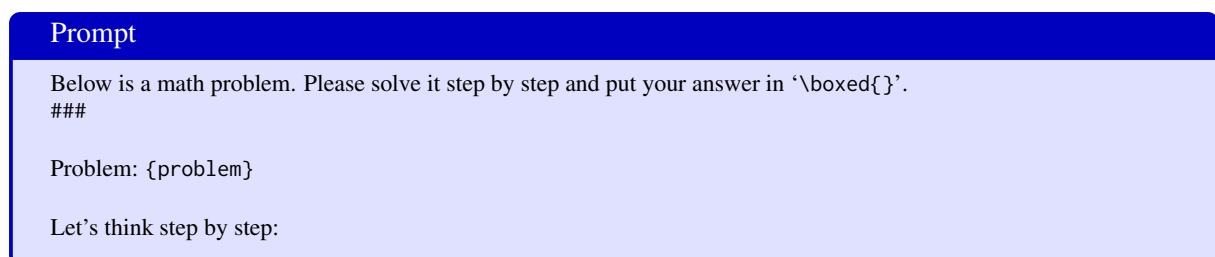 Prompt
Below is a math problem. Please solve it step by step and put your answer in ‘\boxed{}’.
###
Problem: {problem}
Let’s think step by step: